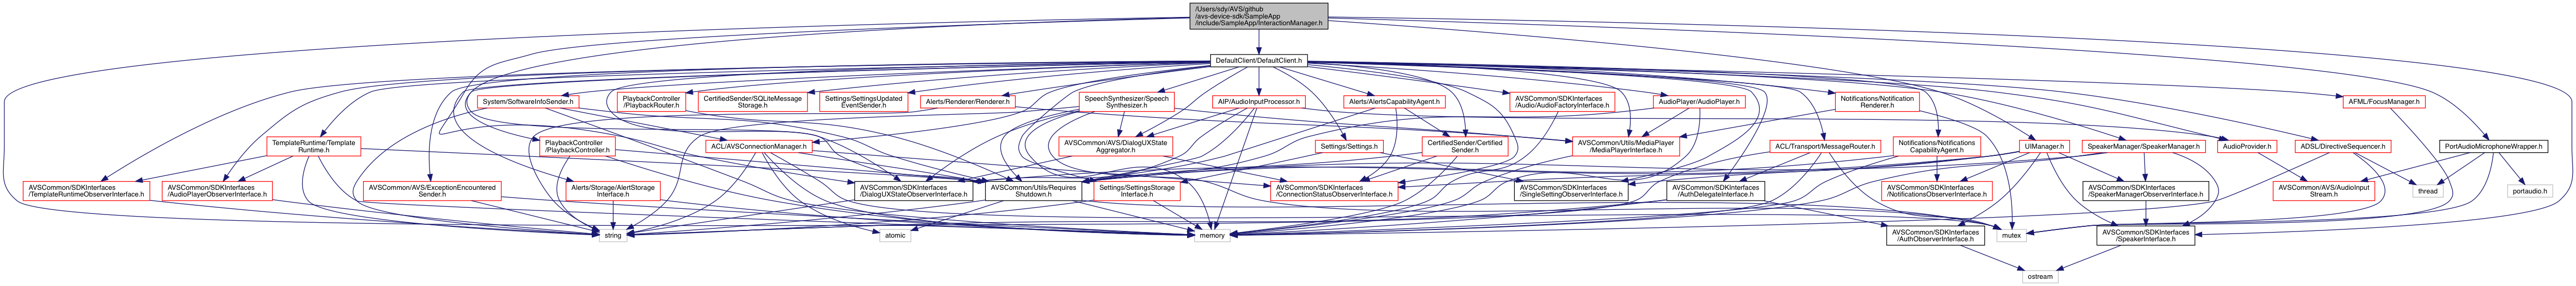 /Users/sdy/AVS/github
/avs-device-sdk/SampleApp
/include/SampleApp/InteractionManager.h
DefaultClient/DefaultClient.h
System/SoftwareInfoSender.h
PlaybackController
/PlaybackRouter.h
CertifiedSender/SQLiteMessage
Storage.h
Settings/SettingsUpdated
EventSender.h
Alerts/Renderer/Renderer.h
SpeechSynthesizer/Speech
Synthesizer.h
AIP/AudioInputProcessor.h
Alerts/AlertsCapabilityAgent.h
AVSCommon/SDKInterfaces
/Audio/AudioFactoryInterface.h
AudioPlayer/AudioPlayer.h
Notifications/Notification
Renderer.h
AFML/FocusManager.h
TemplateRuntime/Template
Runtime.h
PlaybackController
/PlaybackController.h
ACL/AVSConnectionManager.h
AVSCommon/AVS/DialogUXState
Aggregator.h
Settings/Settings.h
CertifiedSender/Certified
Sender.h
AVSCommon/Utils/MediaPlayer
/MediaPlayerInterface.h
ACL/Transport/MessageRouter.h
Notifications/Notifications
CapabilityAgent.h
UIManager.h
SpeakerManager/SpeakerManager.h
AudioProvider.h
ADSL/DirectiveSequencer.h
PortAudioMicrophoneWrapper.h
AVSCommon/SDKInterfaces
/TemplateRuntimeObserverInterface.h
AVSCommon/SDKInterfaces
/AudioPlayerObserverInterface.h
AVSCommon/AVS/ExceptionEncountered
Sender.h
Alerts/Storage/AlertStorage
Interface.h
AVSCommon/SDKInterfaces
/DialogUXStateObserverInterface.h
AVSCommon/Utils/Requires
Shutdown.h
Settings/SettingsStorage
Interface.h
AVSCommon/SDKInterfaces
/ConnectionStatusObserverInterface.h
AVSCommon/SDKInterfaces
/SingleSettingObserverInterface.h
AVSCommon/SDKInterfaces
/AuthDelegateInterface.h
AVSCommon/SDKInterfaces
/NotificationsObserverInterface.h
AVSCommon/SDKInterfaces
/SpeakerManagerObserverInterface.h
AVSCommon/AVS/AudioInput
Stream.h
thread
portaudio.h
string
atomic
memory
AVSCommon/SDKInterfaces
/AuthObserverInterface.h
mutex
AVSCommon/SDKInterfaces
/SpeakerInterface.h
ostream